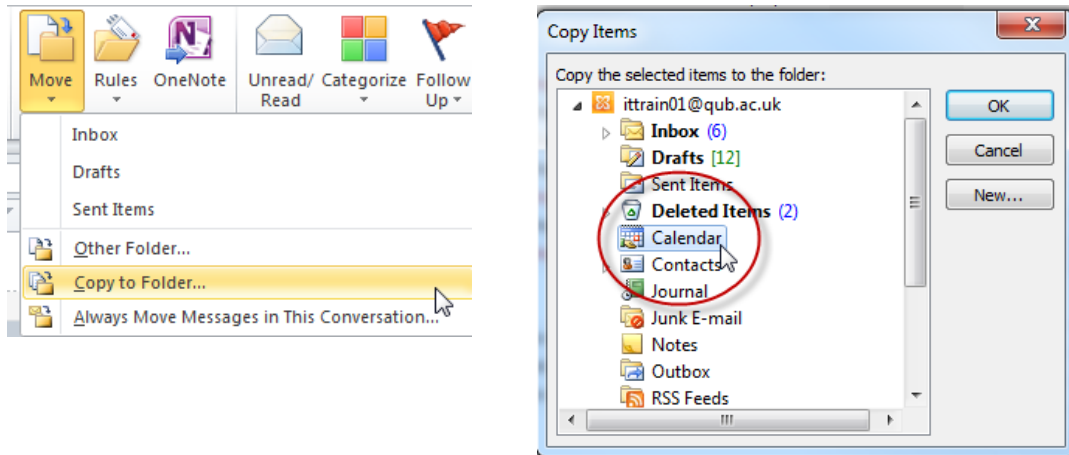 Move
Rules
OneNote
Unread/
Read
Categorize
Follow
Up
Inbox
Drafts
Sent Items
Other Folder...
Copy to Folder...
Always Move Messages in This Conversation...
Copy Items
Copy the selected items to the folder:
ittrain01@qub.ac.uk
Inbox (6)
Drafts [12]
Sent Items
Deleted Items (2)
Calendar
Contacts
Journal
Junk E-mail
Notes
Outbox
RSS Feeds
OK
Cancel
New...